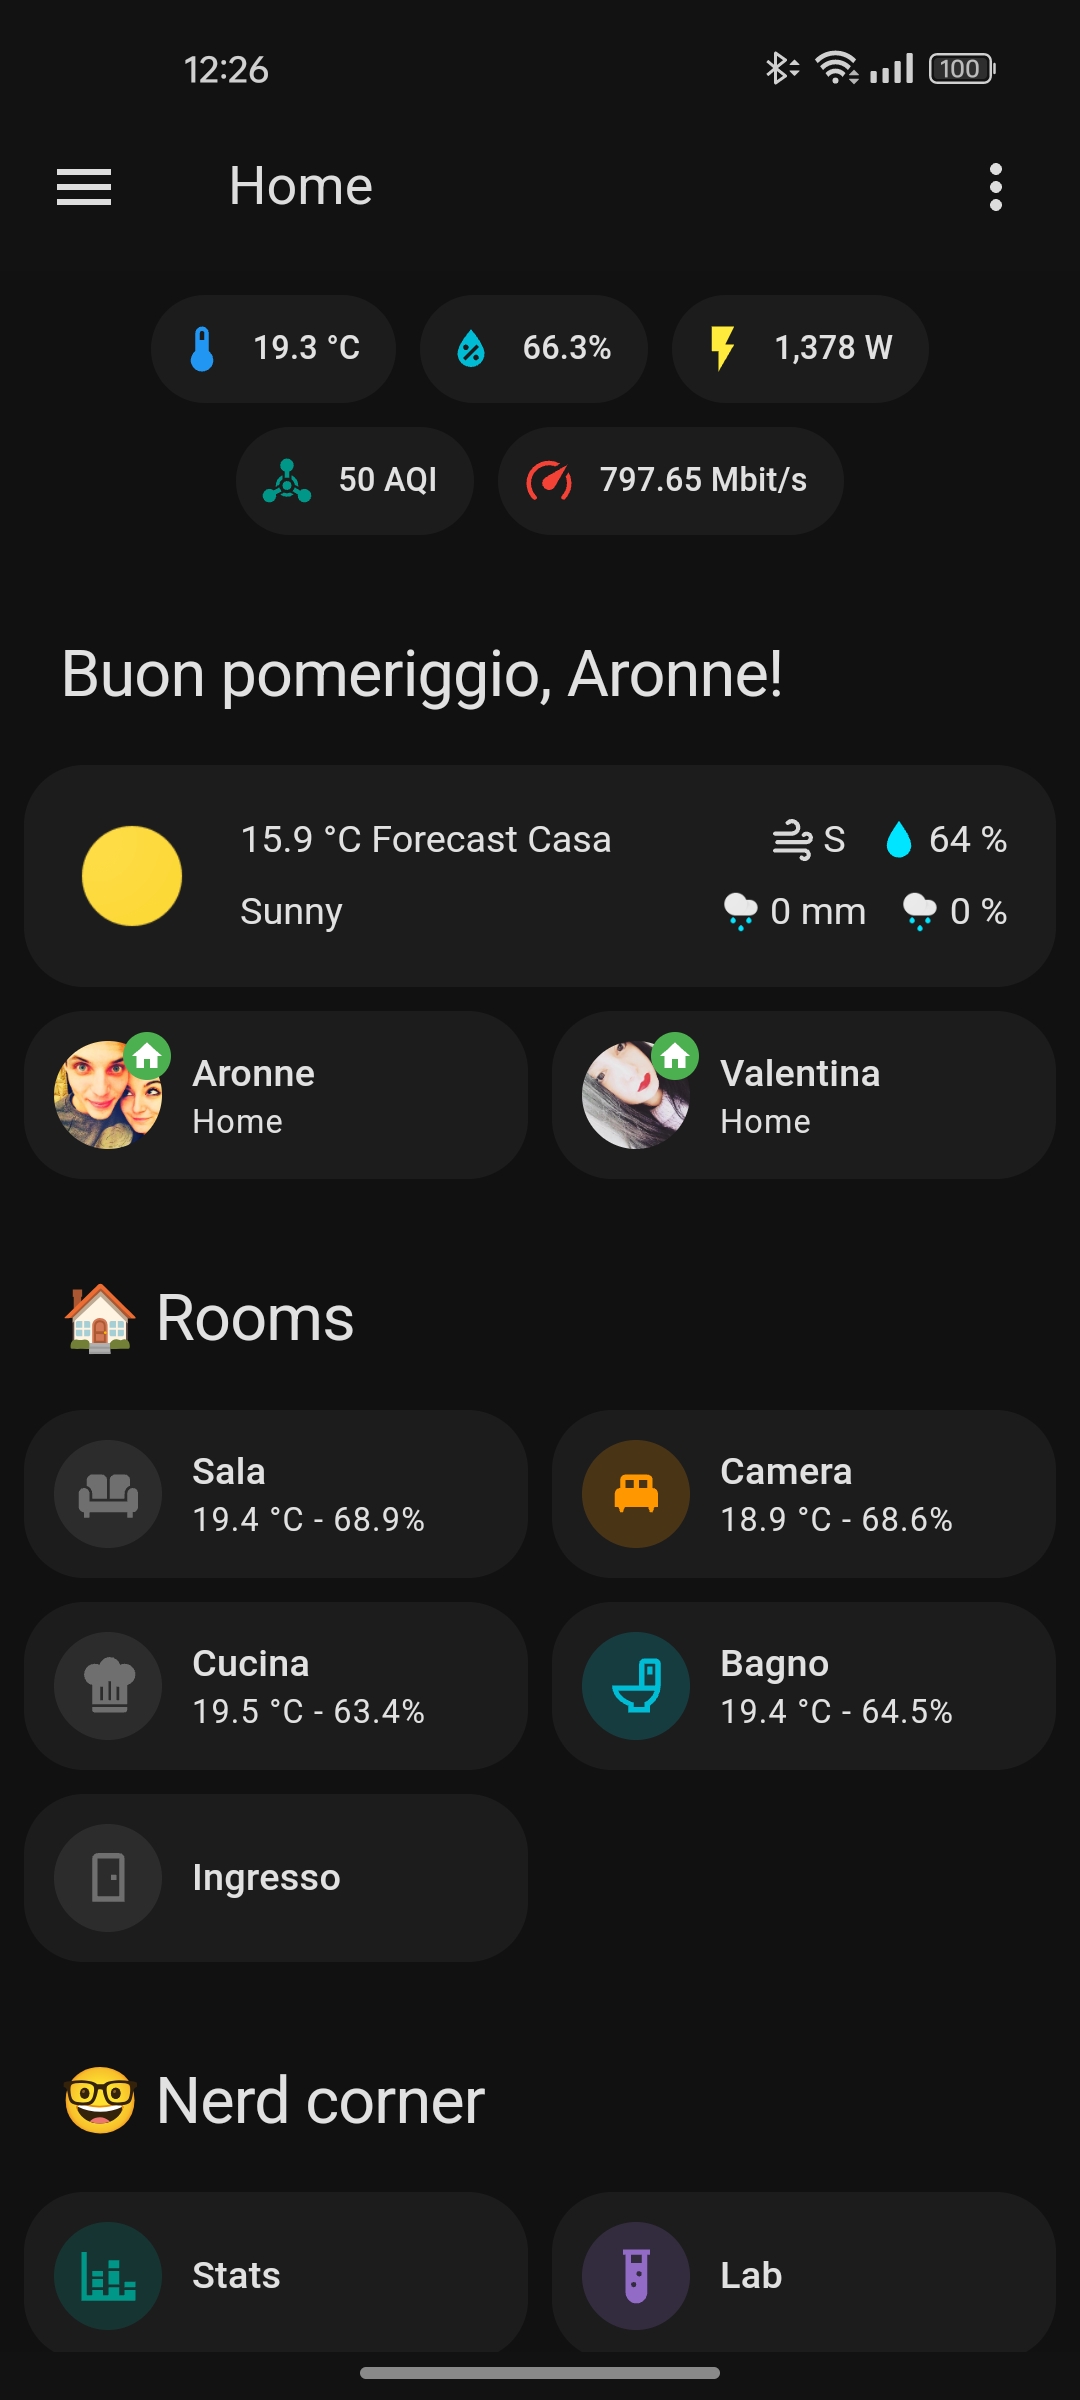 12:26
100
Home
19.3 °C
66.3%
1,378 W
50 AQI
797.65 Mbit/s
Buon pomeriggio, Aronne!
15.9 °C Forecast Casa
S
64 %
Sunny
0 mm
0 %
Aronne
Home
Valentina
Home
Rooms
Sala
19.4 °C - 68.9%
Camera
18.9 °C - 68.6%
Cucina
19.5 °C - 63.4%
Bagno
19.4 °C - 64.5%
Ingresso
Nerd corner
Stats
Lab